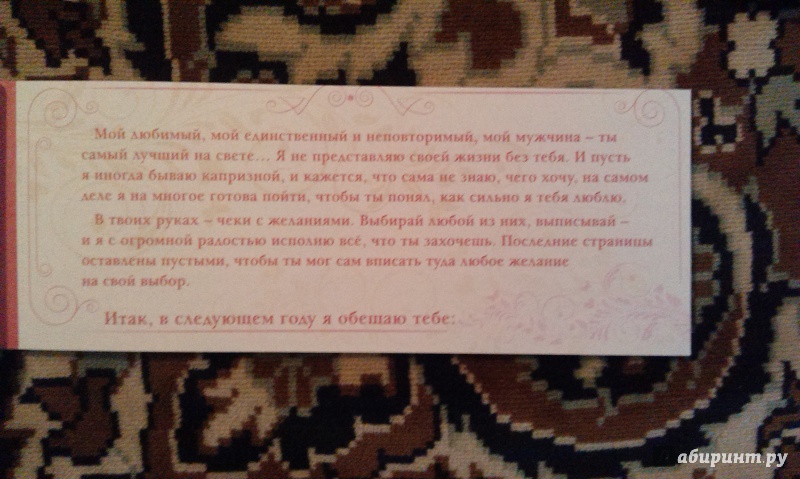 Мой любимый, мой единственный и неповторимый, мой мужчина – ты
самый лучший на свете... Я не представляю своей жизни без тебя. И пусть
я иногда бываю капризной, и кажется, что сама не знаю, чего хочу, на самом
деле я на многое готова пойти, чтобы ты понял, как сильно я тебя люблю.
В твоих руках – чеки с желаниями. Выбирай любой из них, выписывай –
и я с огромной радостью исполню всё, что ты захочешь. Последние страницы
оставлены пустыми, чтобы ты мог сам вписать туда любое желание
на свой выбор.
Итак, в следующем году я обещаю тебе:
Лабиринт.ру